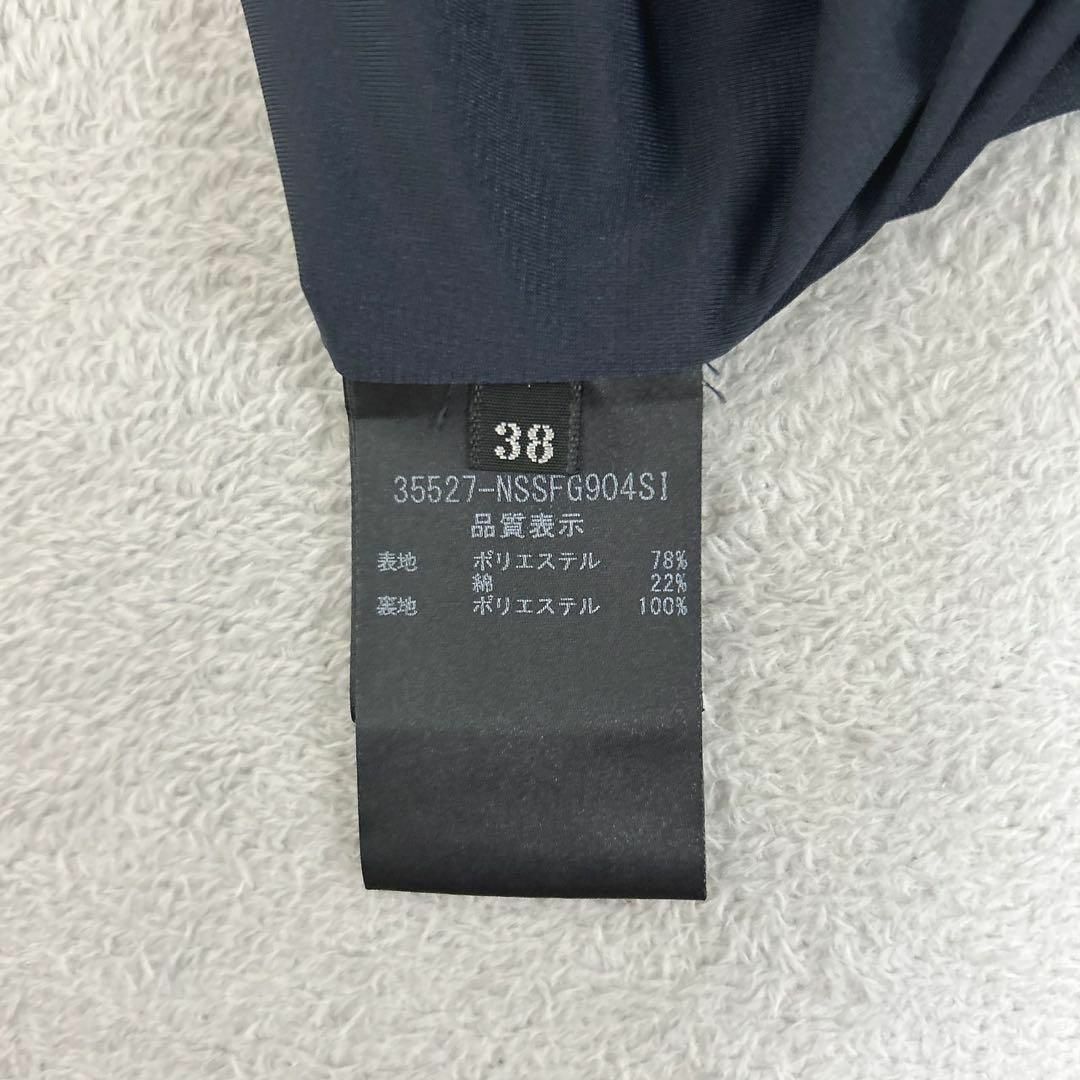 38
35527-NSSFG904SI
品質表示
表地 ポリエステル 78%
綿 22%
裏地 ポリエステル 100%